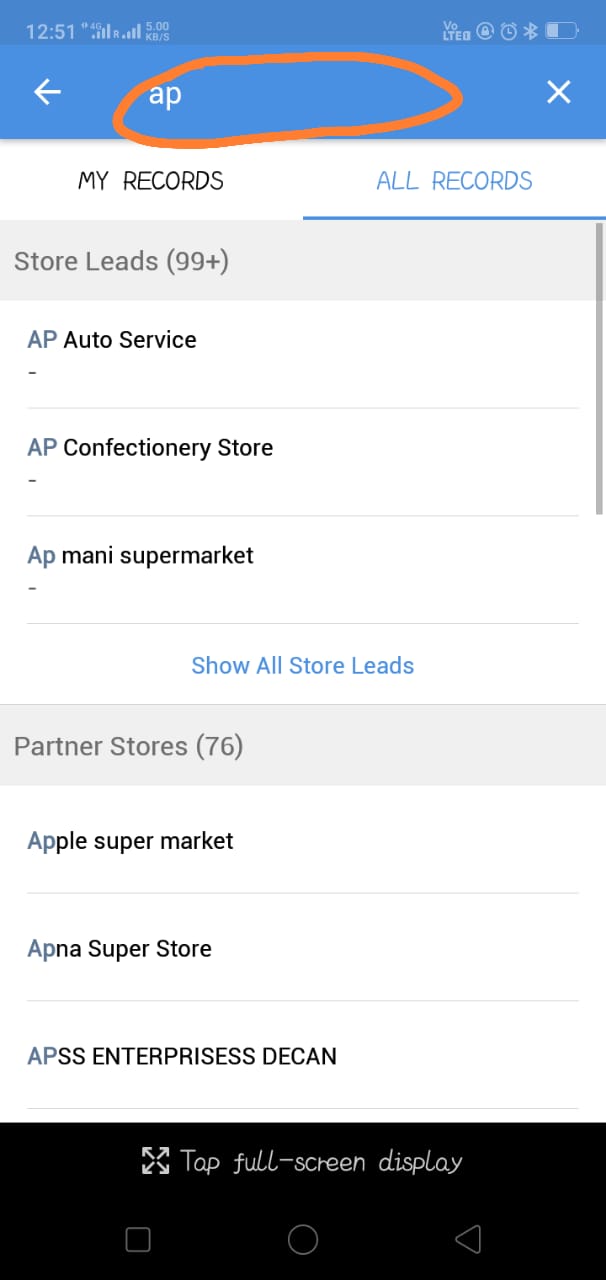 12:51 4G R 5.00 KB/S Vo LTE
ap
MY RECORDS ALL RECORDS
Store Leads (99+)
AP Auto Service
-
AP Confectionery Store
-
Ap mani supermarket
-
Show All Store Leads
Partner Stores (76)
Apple super market
Apna Super Store
APSS ENTERPRISESS DECAN
Tap full-screen display